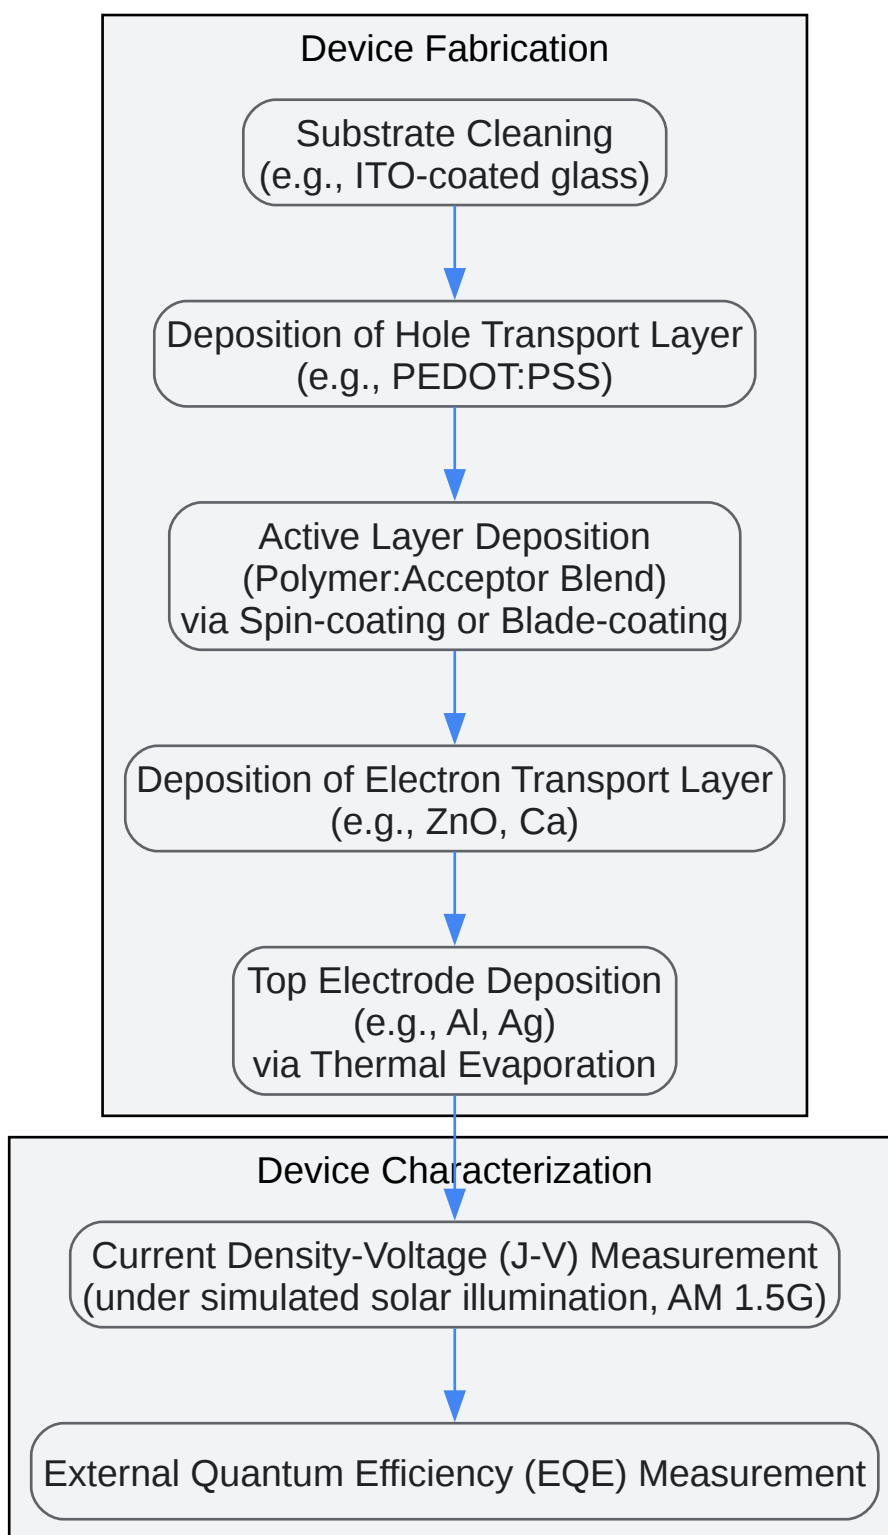 Device Fabrication
Substrate Cleaning
(e.g., ITO-coated glass)
Deposition of Hole Transport Layer
(e.g., PEDOT:PSS)
Active Layer Deposition
(Polymer:Acceptor Blend)
via Spin-coating or Blade-coating
Deposition of Electron Transport Layer
(e.g., ZnO, Ca)
Top Electrode Deposition
(e.g., Al, Ag)
via Thermal Evaporation
Device Characterization
Current Density-Voltage (J-V) Measurement
(under simulated solar illumination, AM 1.5G)
External Quantum Efficiency (EQE) Measurement